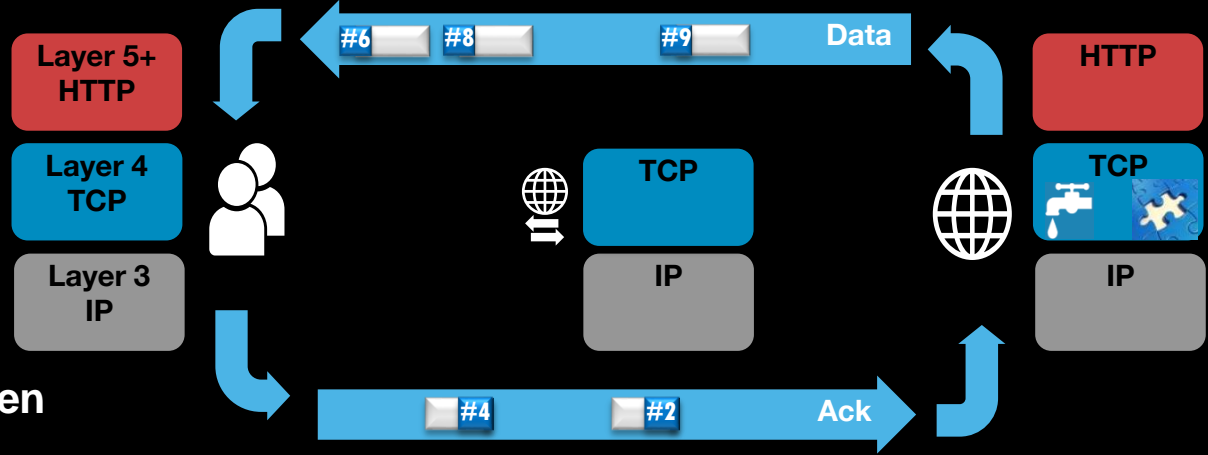 #6 #8 #9 Data
Layer 5+
HTTP
HTTP
Layer 4
TCP
TCP
TCP
Layer 3
IP
IP
IP
en
#4 #2 Ack